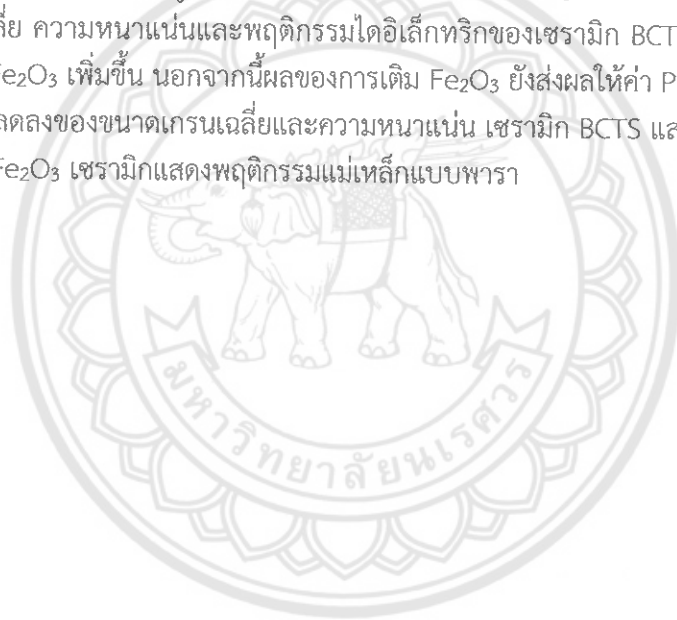 ความหนาแน่นและพฤติกรรมไดอิเล็กทริกของเซรามิก BCT
Fe₂O₃ เพิ่มขึ้น นอกจากนี้ผลของการเติม Fe₂O₃ ยังส่งผลให้ค่า P
ลดลงของขนาดเกรนเฉลี่ยและความหนาแน่น เซรามิก BCTS แล
Fe₂O₃ เซรามิกแสดงพฤติกรรมแม่เหล็กแบบพารา
มหาวิทยาลัยนเรศวร